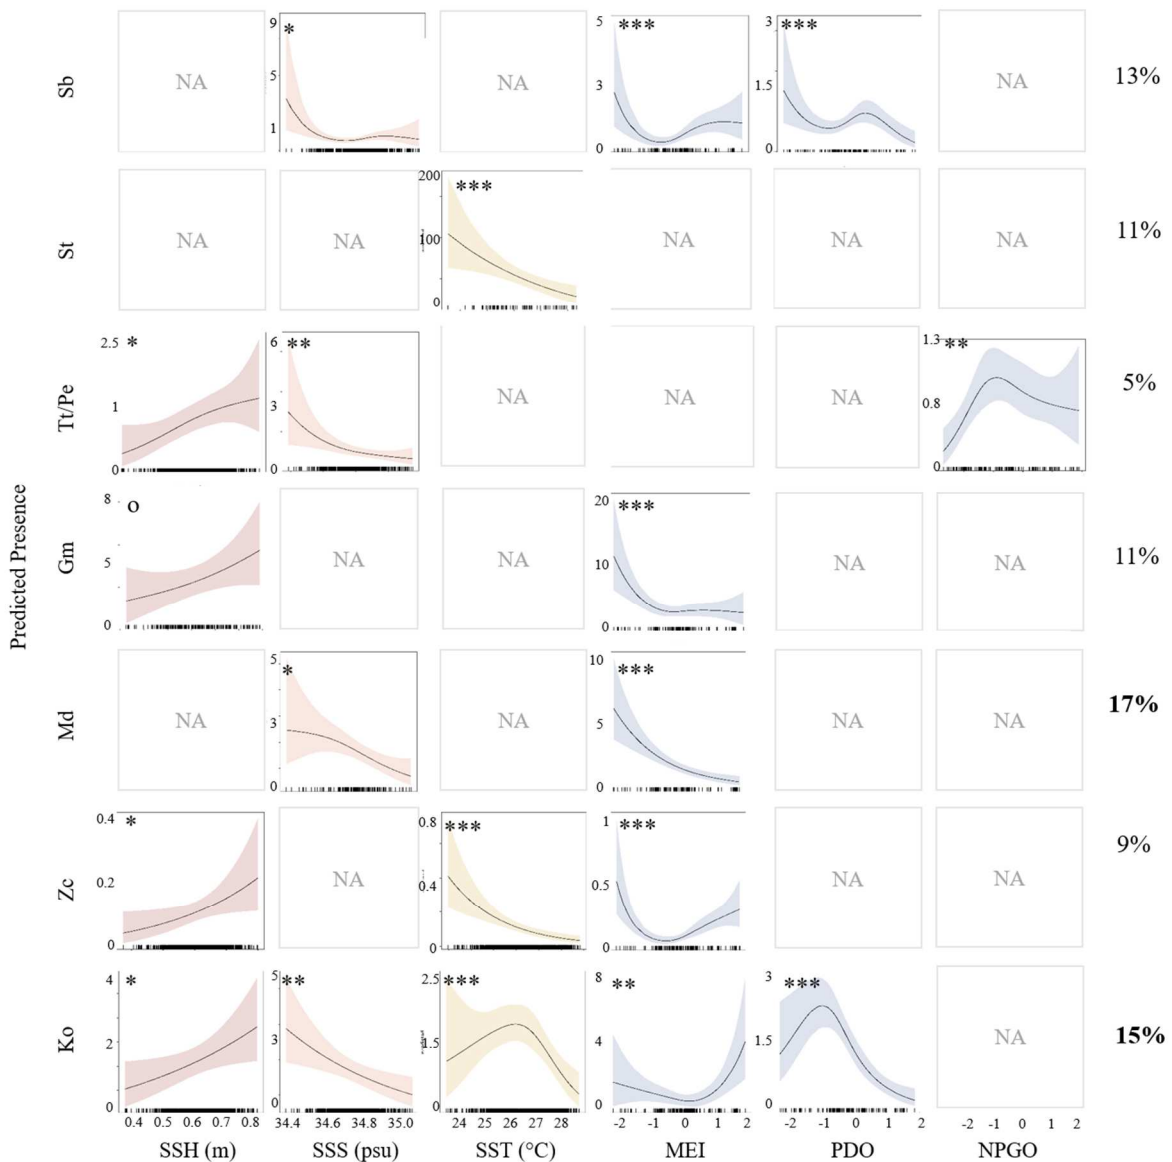 Predicted Presence
Sb
NA
9
5
1
*
NA
5
3
0
***
3
1.5
0
***
NA
13%
St
NA
NA
200
100
0
***
NA
NA
NA
11%
Tt/Pe
2.5
1
0
*
6
3
0
**
NA
NA
NA
1.3
0.8
0
**
5%
Gm
8
5
0
o
NA
NA
20
10
0
***
NA
NA
11%
Md
NA
5
3
0
*
NA
10
5
0
***
NA
NA
17%
Zc
0.4
0.2
0
*
NA
0.8
0.4
0
***
1
0.5
0
***
NA
NA
9%
Ko
4
2
0
*
5
3
0
**
2.5
1.5
0
***
8
4
0
**
3
1.5
0
***
NA
15%
0.4 0.5 0.6 0.7 0.8
34.4 34.6 34.8 35.0
24 25 26 27 28
-2 -1 0 1 2
-2 -1 0 1 2
-2 -1 0 1 2
SSH (m)
SSS (psu)
SST (°C)
MEI
PDO
NPGO